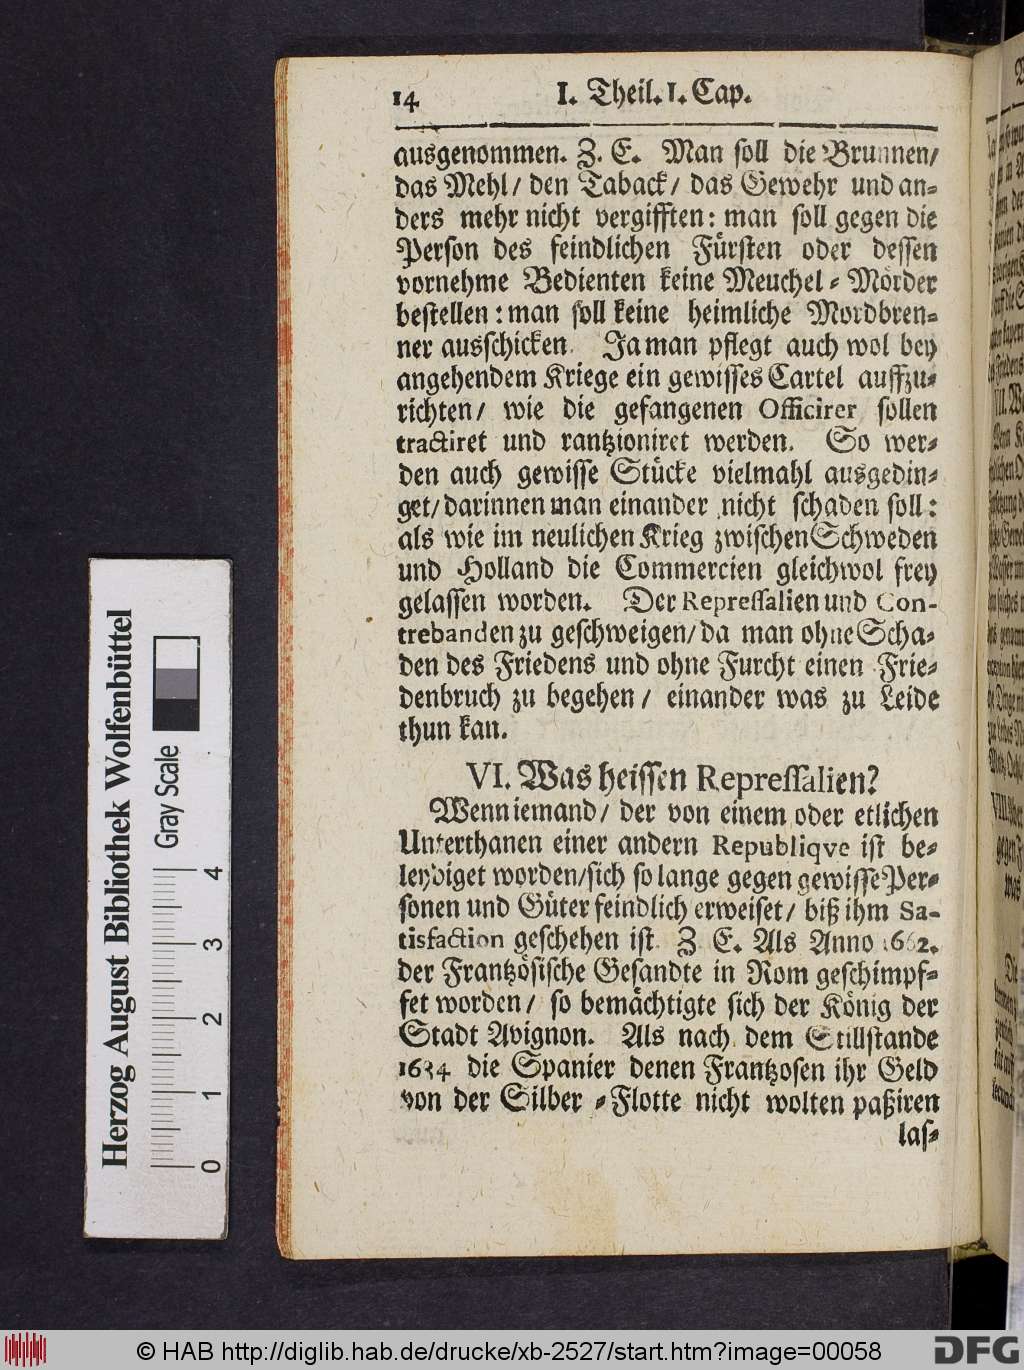 14 I. Theil. 1. Cap.
ausgenommen. Z. E. Man soll die Brunnen/
das Mehl/ den Taback/ das Gewehr und an-
ders mehr nicht vergifften: man soll gegen die
Person des feindlichen Fürsten oder dessen
vornehme Bedienten keine Meuchel-Mörder
bestellen: man soll keine heimliche Mordbren-
ner ausschicken. Ja man pflegt auch wol bey
angehendem Kriege ein gewisses Cartel auffzu-
richten/ wie die gefangenen Officirer sollen
tractiret und rantzioniret werden. So wer-
den auch gewisse Stücke vielmahl ausgedin-
get/ darinnen man einander nicht schaden soll:
als wie im neulichen Krieg zwischen Schweden
und Holland die Commercien gleichwol frey
gelassen worden. Der Repressalien und Con-
trebanden zu geschweigen/ da man ohne Scha-
den des Friedens und ohne Furcht einen Frie-
denbruch zu begehen/ einander was zu Leide
thun kan.
VI. Was heissen Repressalien?
Wenn iemand/ der von einem oder etlichen
Unterthanen einer andern Republiqve ist be-
leydiget worden/ sich so lange gegen gewisse Per-
sonen und Güter feindlich erweiset/ biß ihm Sa-
tisfaction geschehen ist. Z. E. Als Anno 1662.
der Frantzösische Gesandte in Rom geschimpf-
fet worden/ so bemächtigte sich der König der
Stadt Avignon. Als nach dem Stillstande
die Spanier denen Frantzosen ihr Geld
von der Silber-Flotte nicht wolten paßiren
las-
Herzog August Bibliothek Wolfenbüttel
Gray Scale
0 1 2 3 4
© HAB http://diglib.hab.de/drucke/xb-2527/start.htm?image=00058
DFG